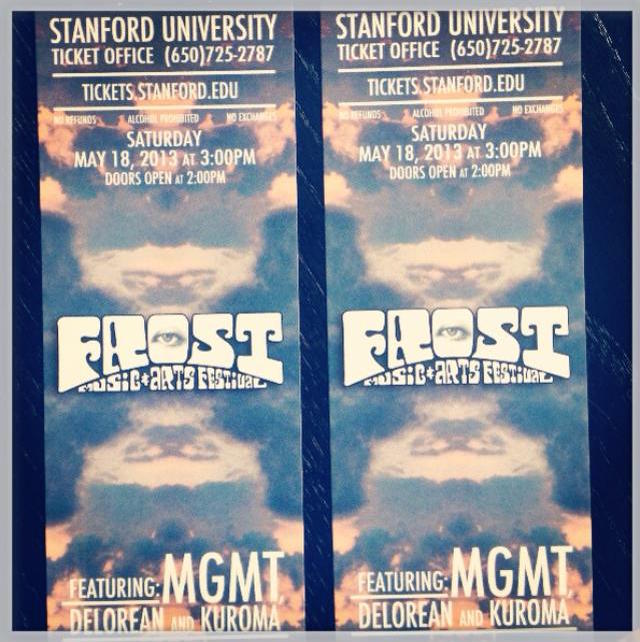 STANFORD UNIVERSITY
TICKET OFFICE (650)725-2787
TICKETS.STANFORD.EDU
NO REFUNDS ALCOHOL PROHIBITED NO EXCHANGES
SATURDAY
MAY 18, 2013 AT 3:00PM
DOORS OPEN AT 2:00PM
FROST
MUSIC+ARTS FESTIVAL
FEATURING: MGMT,
DELOREAN AND KUROMA
STANFORD UNIVERSITY
TICKET OFFICE (650)725-2787
TICKETS.STANFORD.EDU
NO REFUNDS ALCOHOL PROHIBITED NO EXCHANGES
SATURDAY
MAY 18, 2013 AT 3:00PM
DOORS OPEN AT 2:00PM
FROST
MUSIC+ARTS FESTIVAL
FEATURING: MGMT,
DELOREAN AND KUROMA